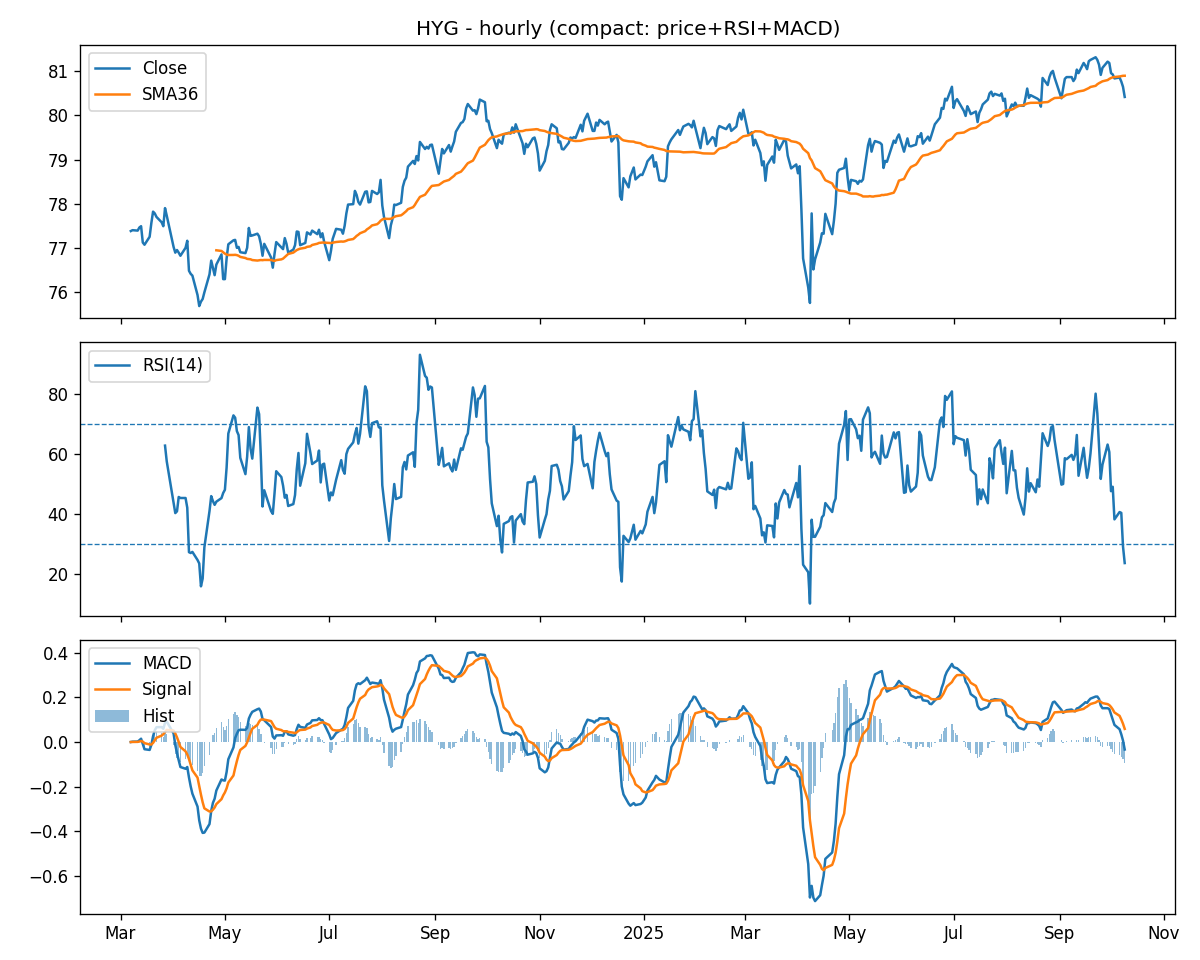 HYG - hourly (compact: price+RSI+MACD)
Close
SMA36
81
80
79
78
77
76
RSI(14)
80
60
40
20
MACD
Signal
Hist
0.4
0.2
0.0
−0.2
−0.4
−0.6
Mar May Jul Sep Nov 2025 Mar May Jul Sep Nov